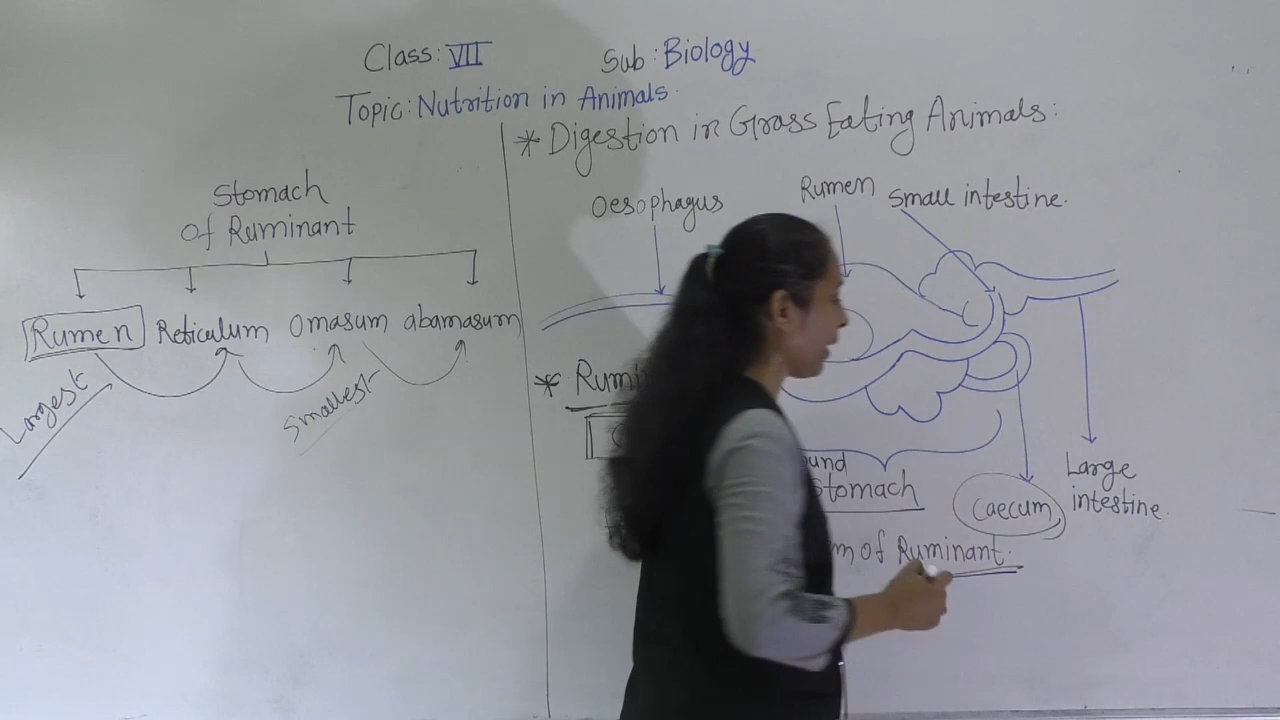 Class: VII Sub: Biology
Topic: Nutrition in Animals.
Stomach
Of Ruminant
Rumen Reticulum Omasum abamasum
Largest
Smallest
* Digestion in Grass Eating Animals:
Oesophagus Rumen Small intestine.
*
Stomach
Caecum
Large
intestine.
of Ruminant.